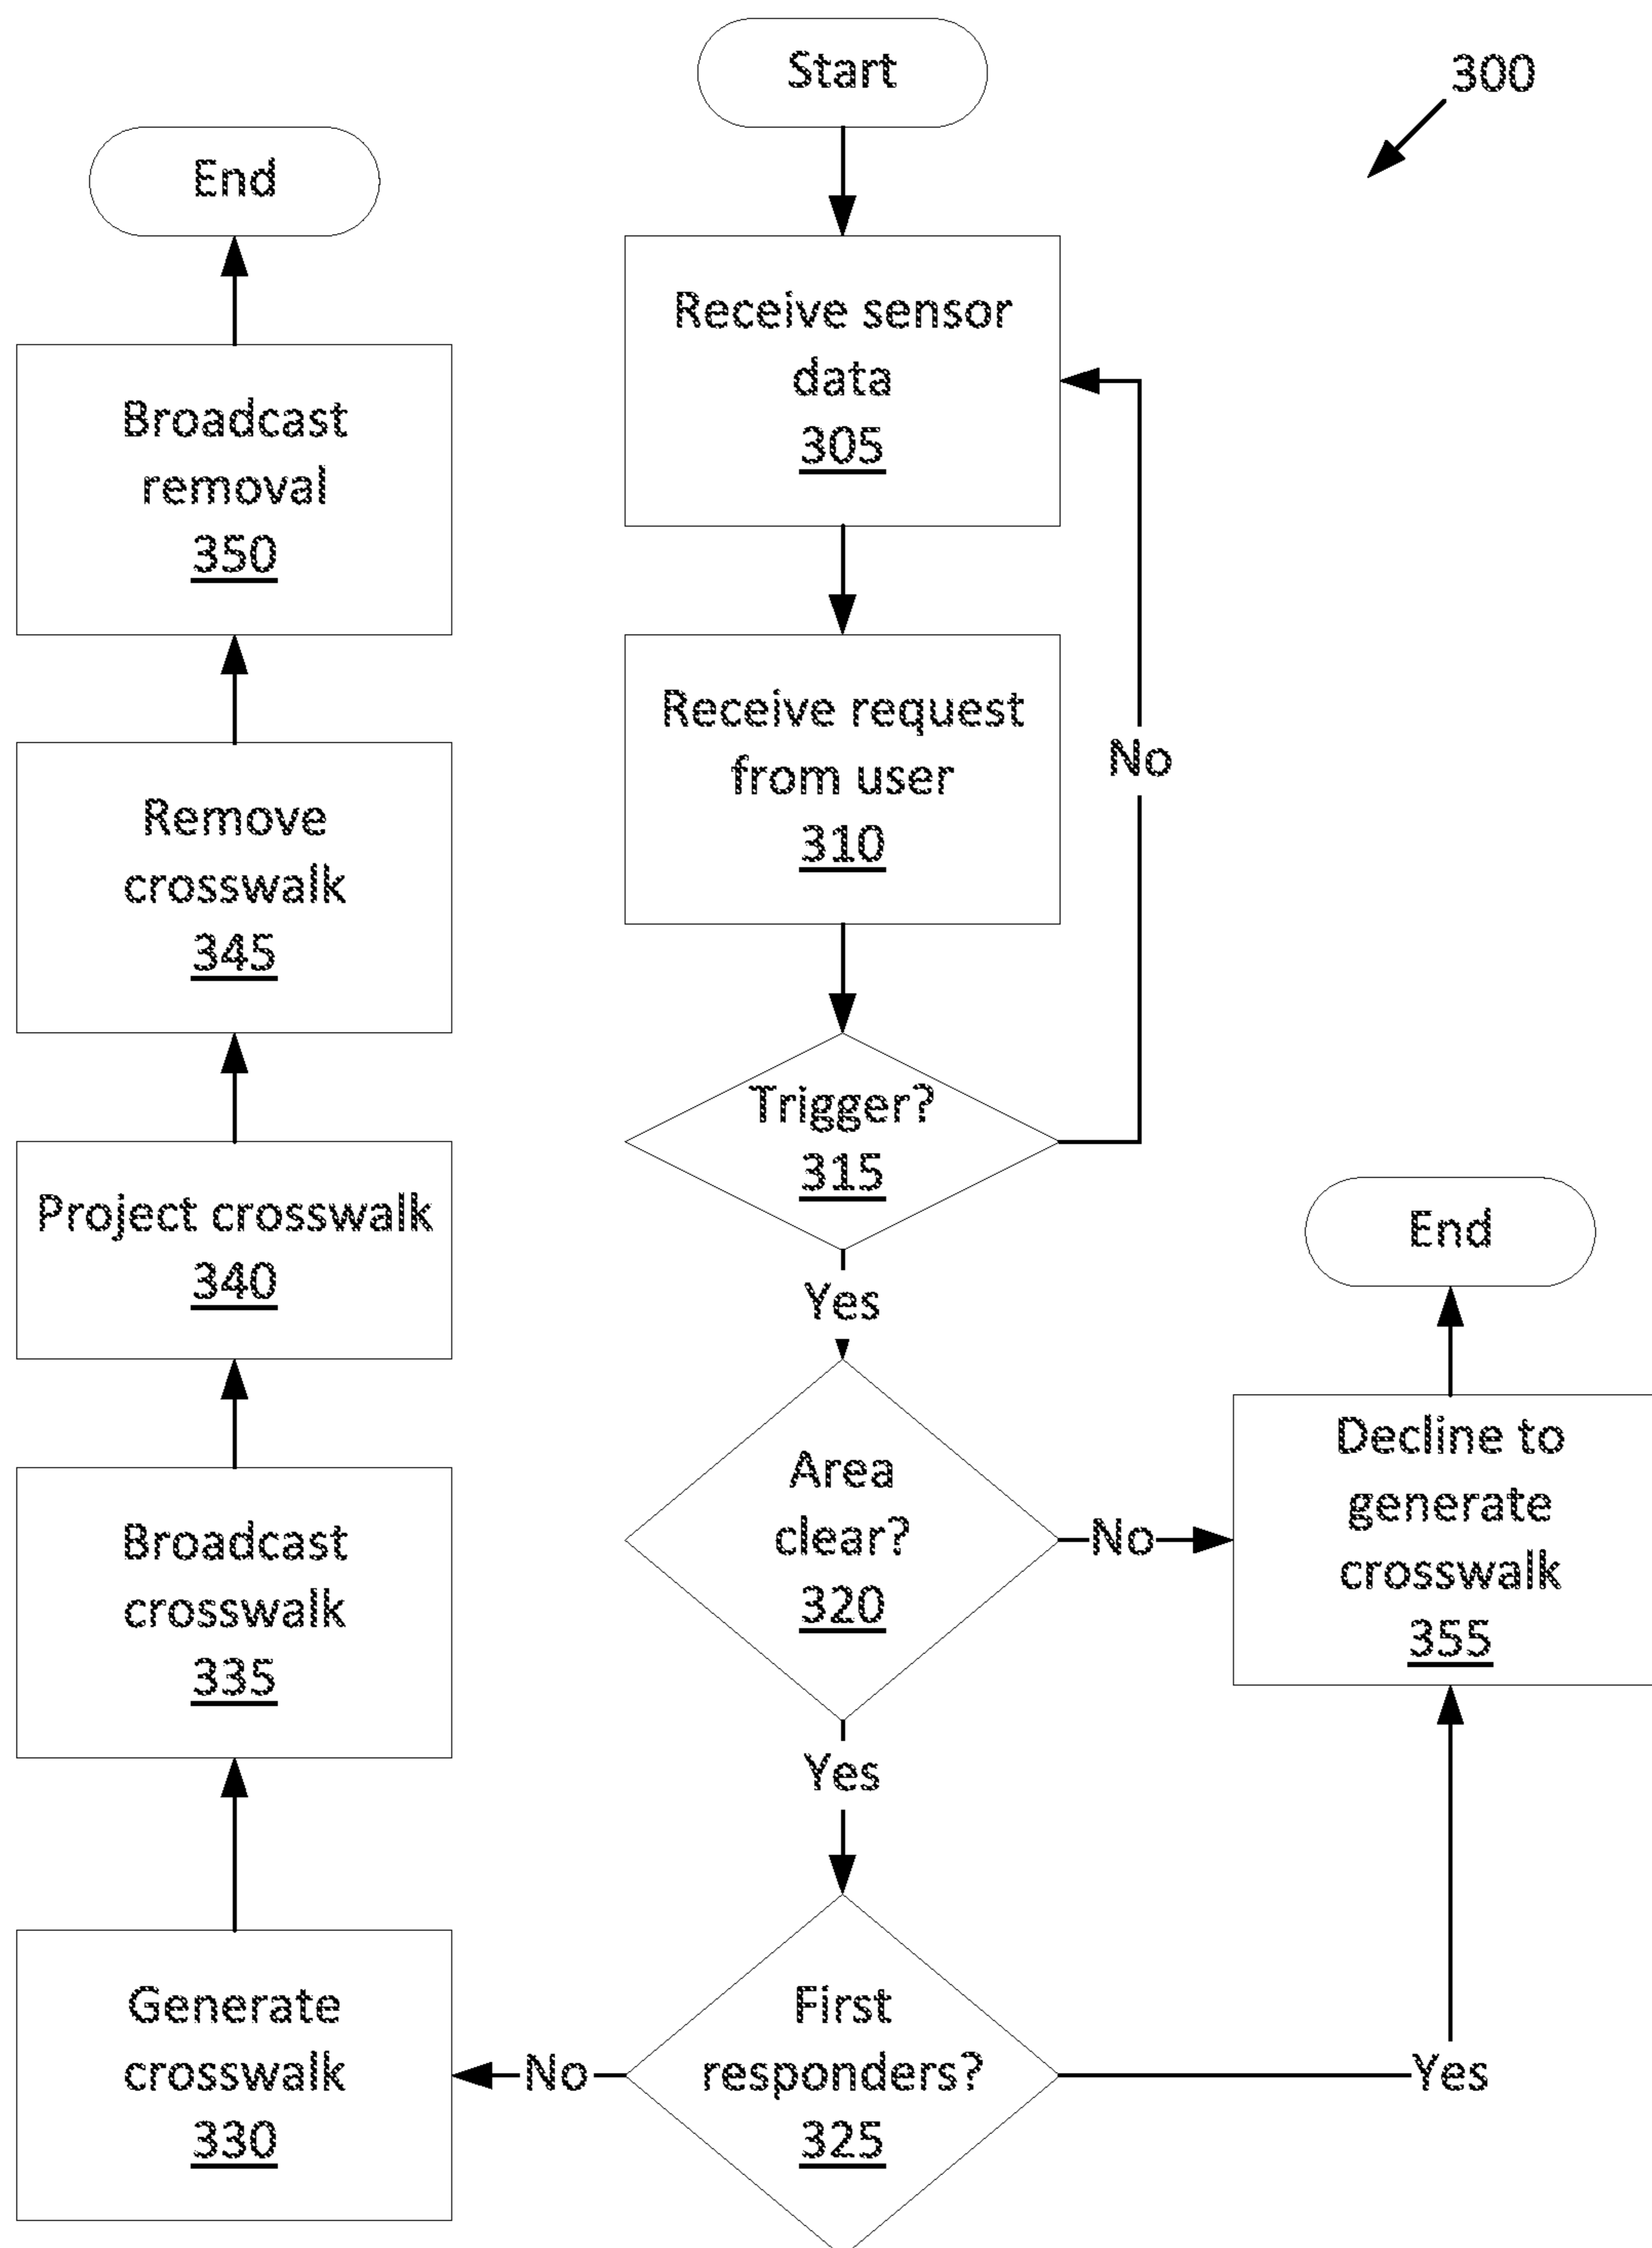 Start
300
Receive sensor
data
305
Receive request
from user
310
No
Trigger?
315
Yes
Area
clear?
320
No
Decline to
generate
crosswalk
355
End
Yes
First
responders?
325
Yes
No
Generate
crosswalk
330
Broadcast
crosswalk
335
Project crosswalk
340
Remove
crosswalk
345
Broadcast
removal
350
End